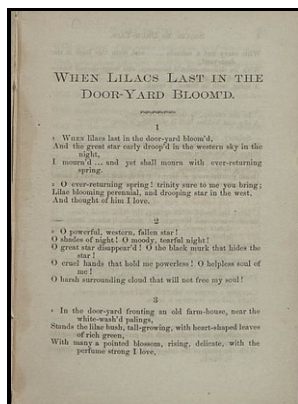 WHEN LILACS LAST IN THE
DOOR-YARD BLOOM'D.
1
1 WHEN lilacs last in the door-yard bloom'd,
And the great star early droop'd in the western sky in the
night,
I mourn'd ... and yet shall mourn with ever-returning
spring.
2 O ever-returning spring! trinity sure to me you bring;
Lilac blooming perennial, and drooping star in the west,
And thought of him I love.
2
3 O powerful, western, fallen star!
O shades of night! O moody, tearful night!
O great star disappear'd! O the black murk that hides the
star!
O cruel hands that hold me powerless! O helpless soul of
me!
O harsh surrounding cloud that will not free my soul!
3
4 In the door-yard fronting an old farm-house, near the
white-wash'd palings,
Stands the lilac bush, tall-growing, with heart-shaped leaves
of rich green,
With many a pointed blossom, rising, delicate, with the
perfume strong I love,